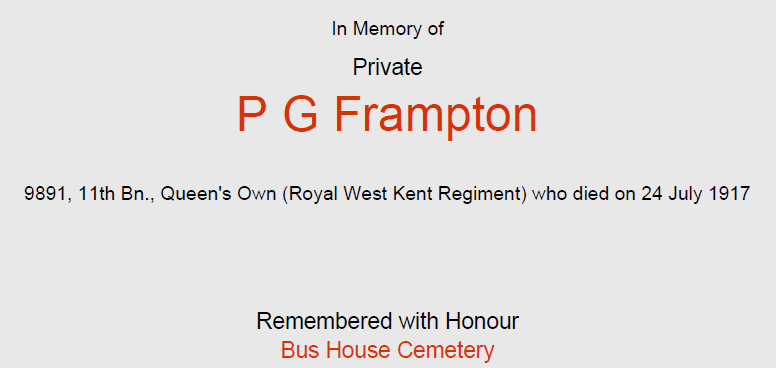 In Memory of
Private
P G Frampton
9891, 11th Bn., Queen's Own (Royal West Kent Regiment) who died on 24 July 1917
Remembered with Honour
Bus House Cemetery